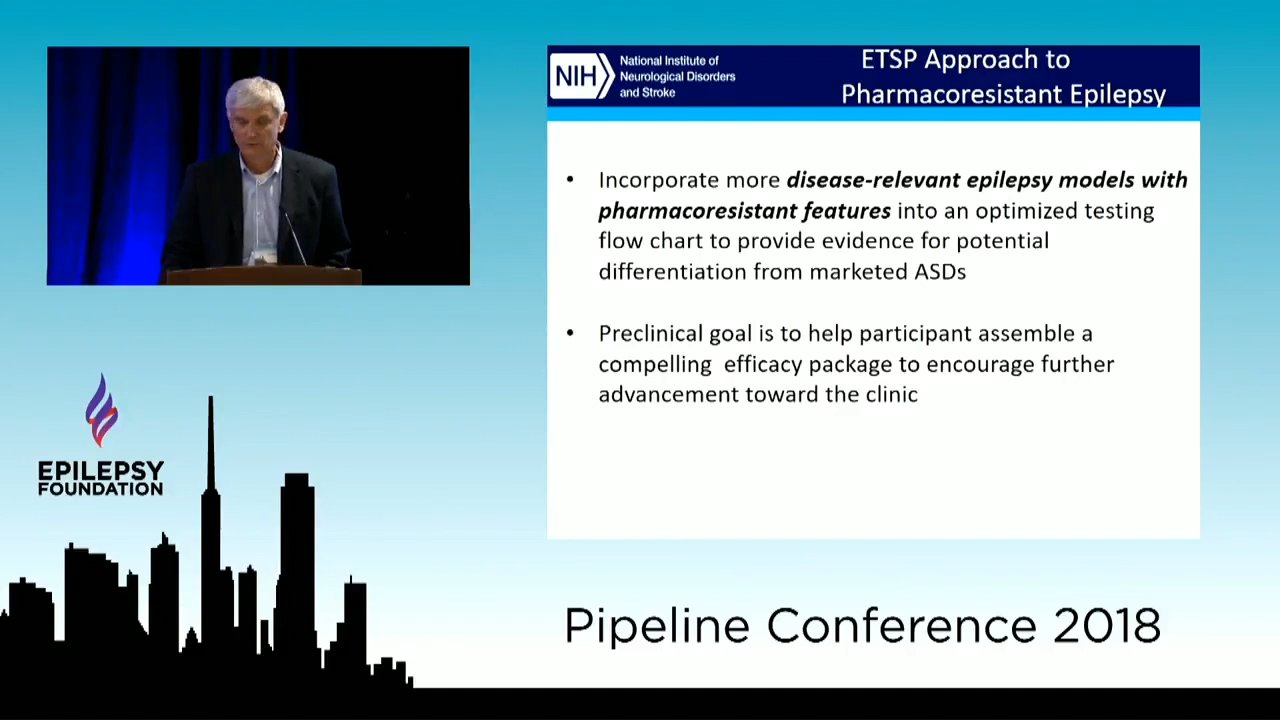 NIH
National Institute of
Neurological Disorders
and Stroke
ETSP Approach to
Pharmacoresistant Epilepsy
• Incorporate more disease-relevant epilepsy models with
pharmacoresistant features into an optimized testing
flow chart to provide evidence for potential
differentiation from marketed ASDs
• Preclinical goal is to help participant assemble a
compelling efficacy package to encourage further
advancement toward the clinic
EPILEPSY
FOUNDATION
Pipeline Conference 2018